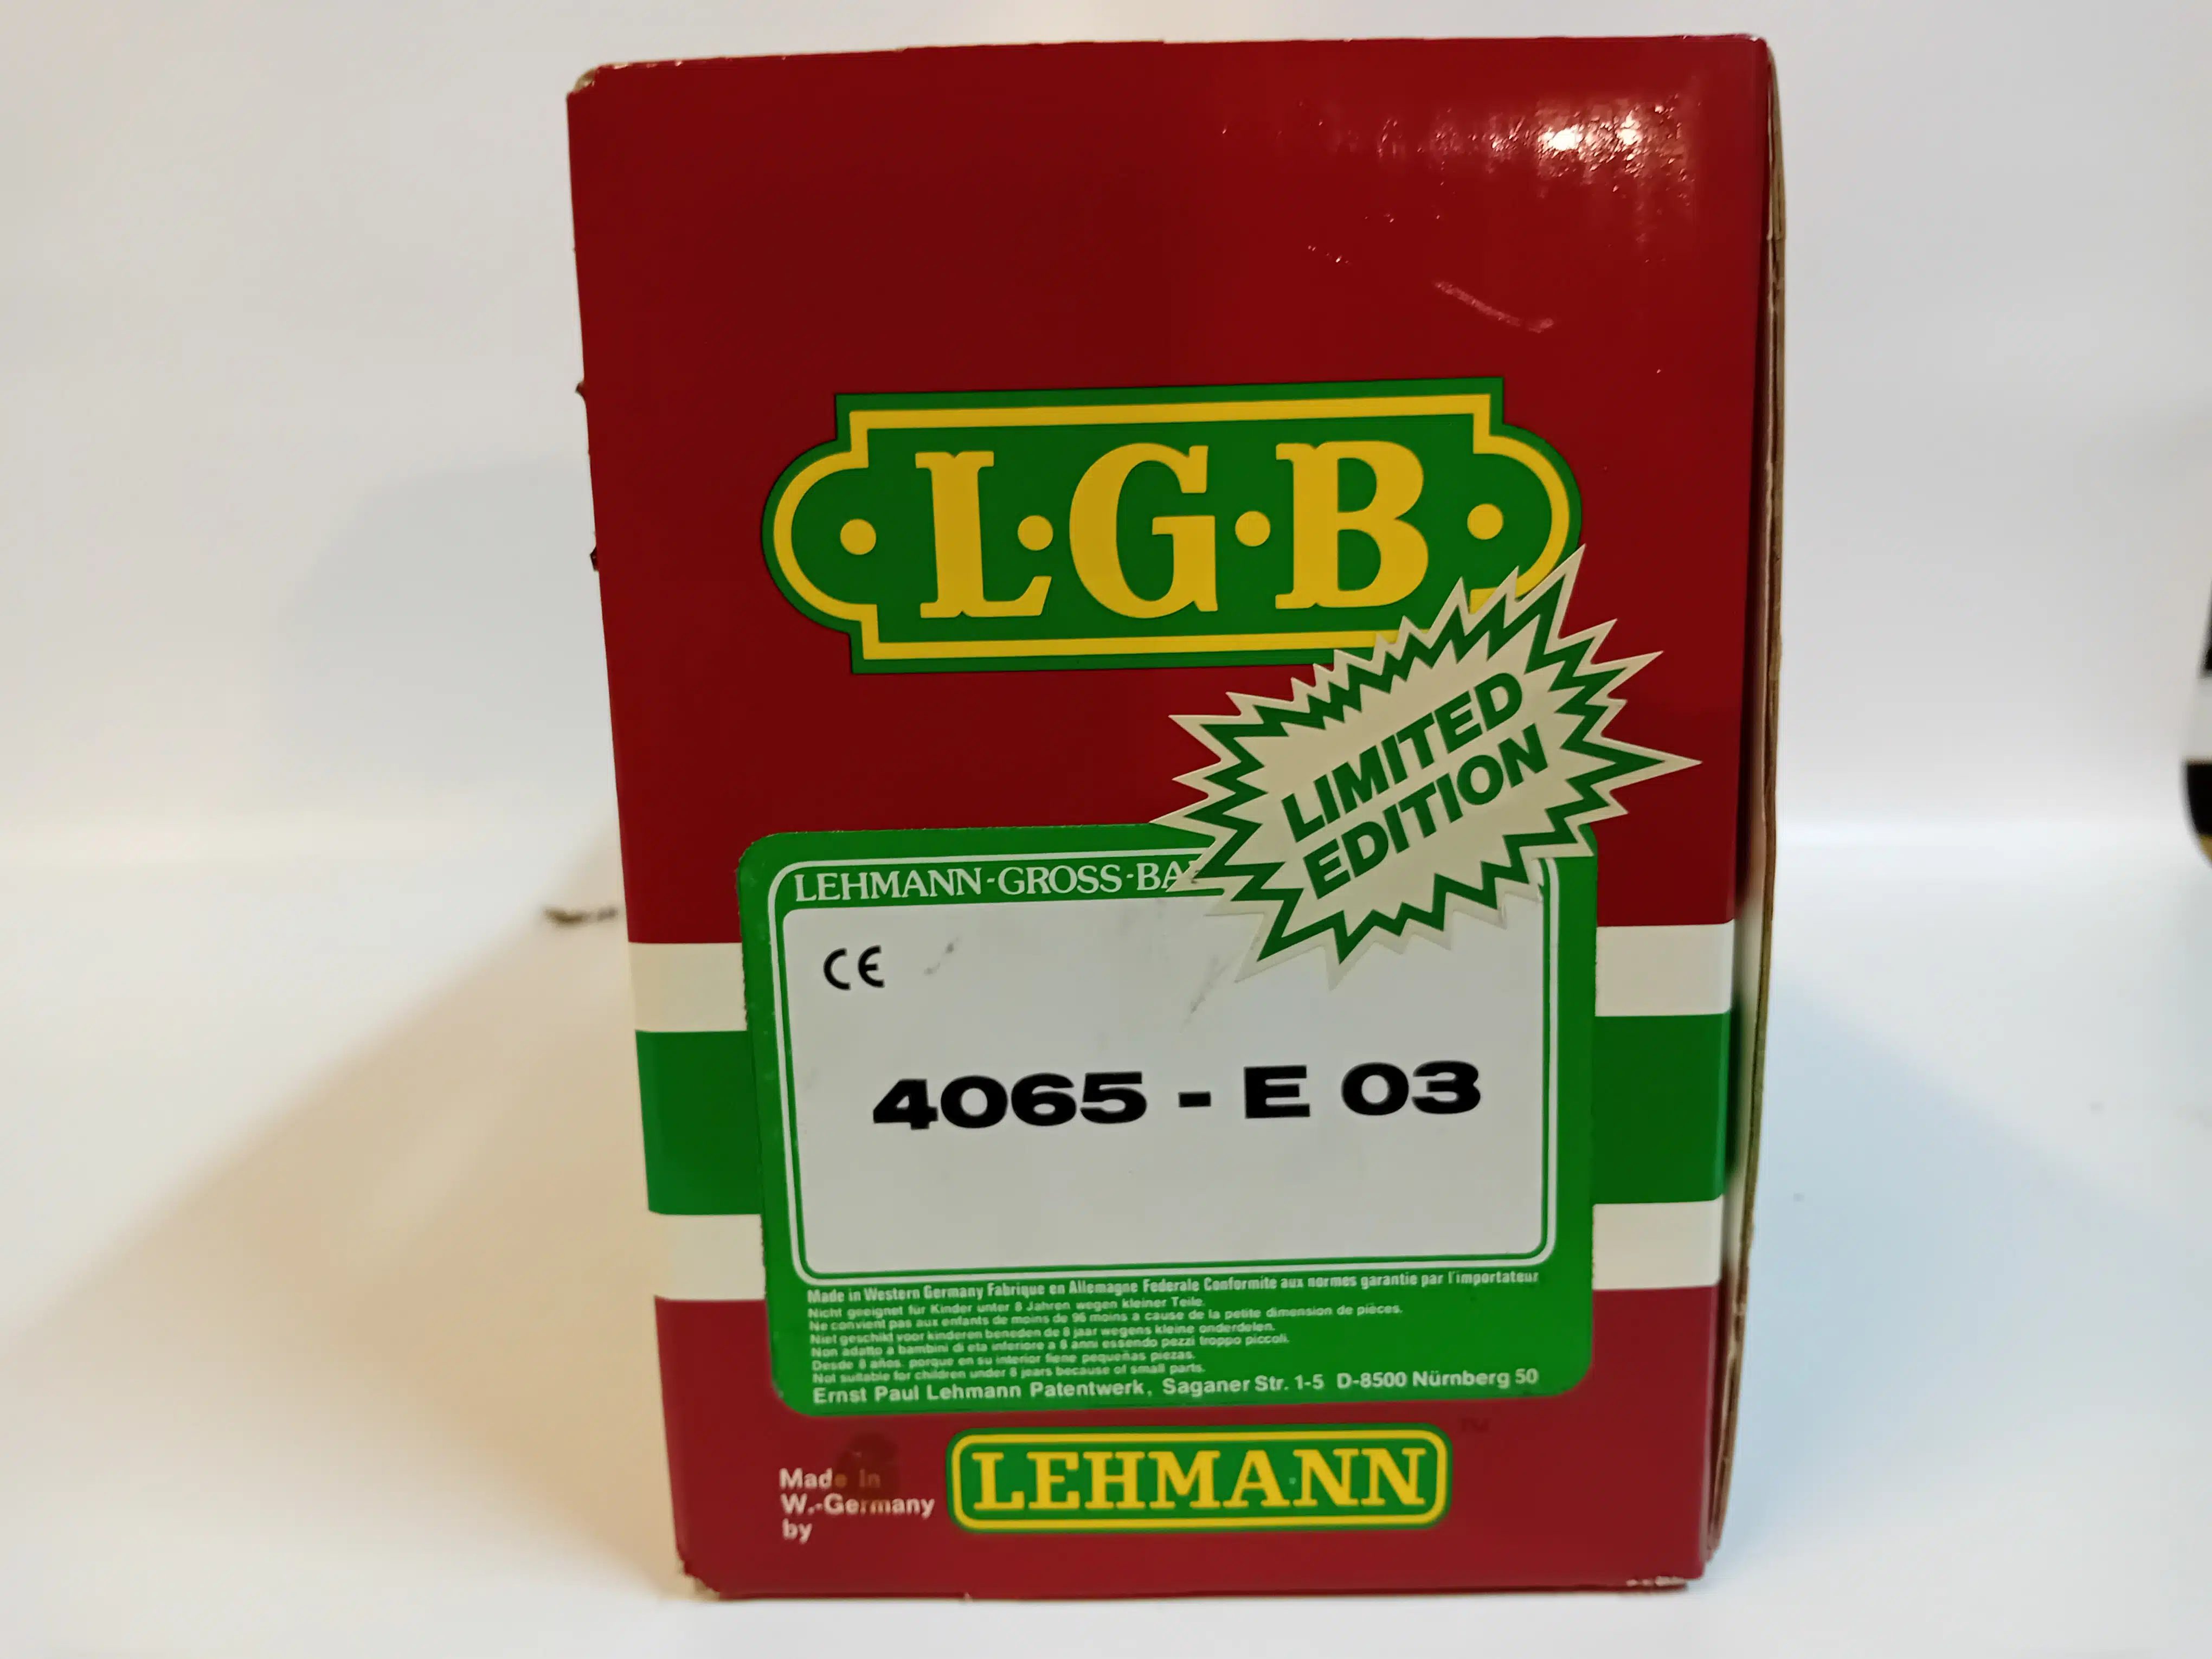 ·L·G·B·
LIMITED
EDITION
LEHMANN-GROSS-BA
CE
4065 - E 03
Made in Western Germany Fabrique en Allemagne Federale Conformite aux normes garantie par l'importateur
Nicht geeignet für Kinder unter 8 Jahren wegen kleiner Teile.
Ne convient pas aux enfants de moins de 96 moins a cause de la petite dimension de pièces.
Niet geschikt voor kinderen beneden de 8 jaar wegens kleine onderdelen.
Non adatto a bambini di eta inferiore a 8 anni essendo pezzi troppo piccoli.
Desde 8 años. porque en su interior tiene pequeñas piezas.
Not suitable for children under 8 jears because of small parts.
Ernst Paul Lehmann Patentwerk, Saganer Str. 1-5 D-8500 Nürnberg 50
Made in
W.-Germany
by
LEHMANN
TM